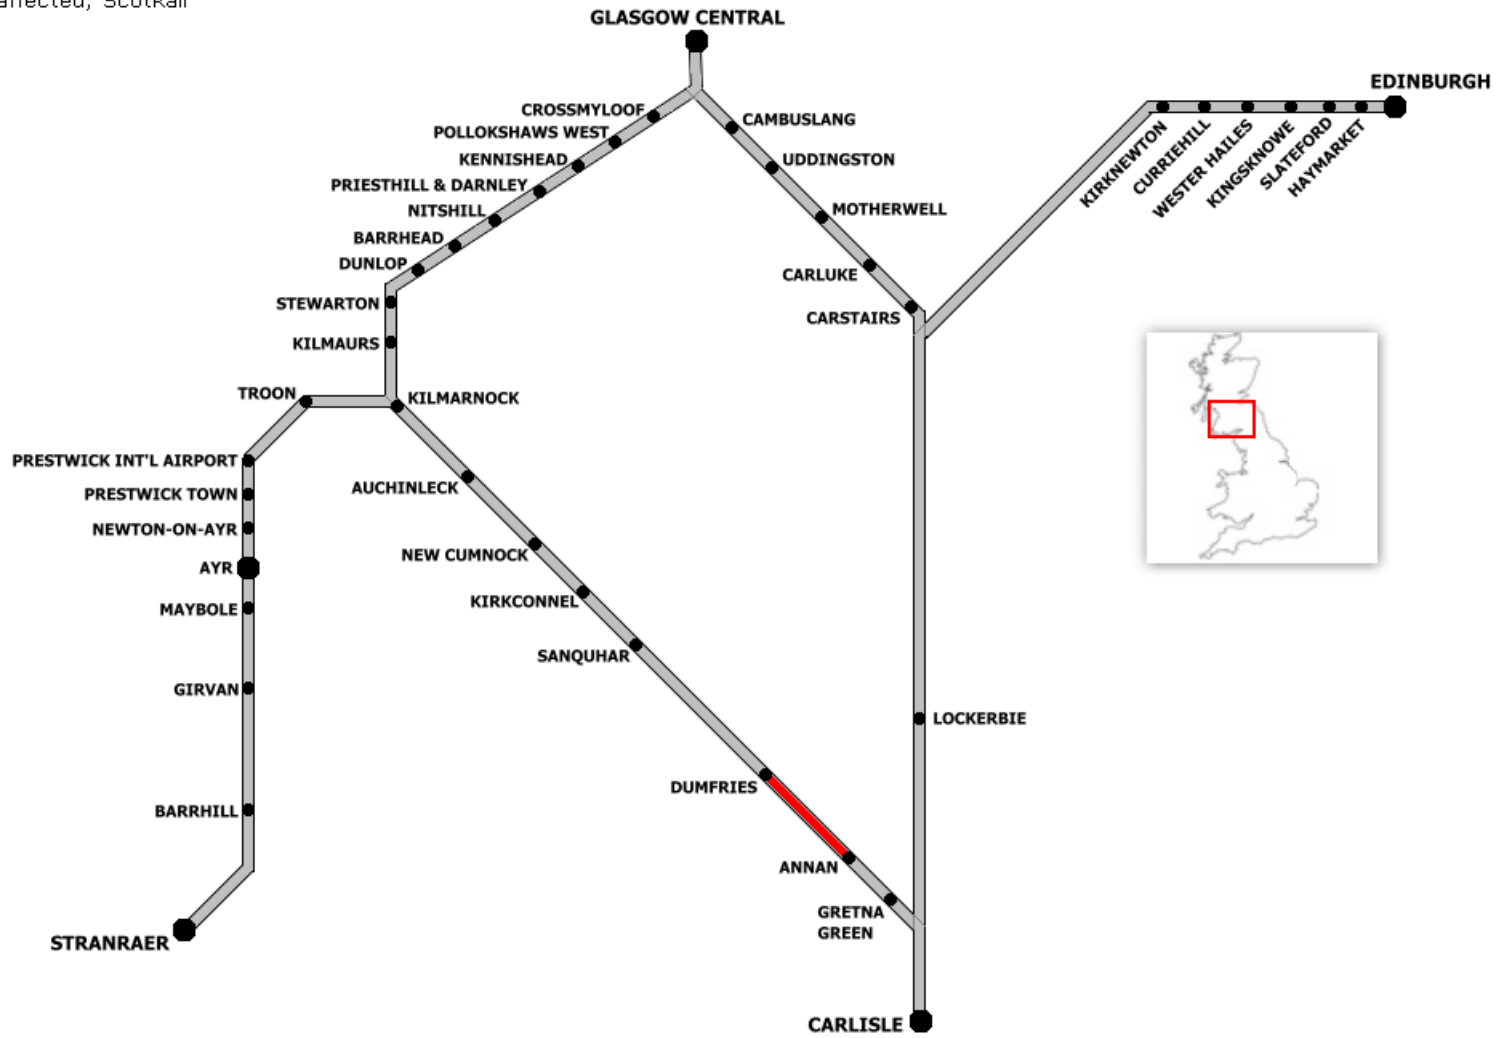 affected, ScotRail
GLASGOW CENTRAL
EDINBURGH
CROSSMYLOOF
CAMBUSLANG
POLLOKSHAWS WEST
KENNISHEAD
UDDINGSTON
PRIESTHILL & DARNLEY
NITSHILL
MOTHERWELL
BARRHEAD
DUNLOP
CARLUKE
STEWARTON
CARSTAIRS
KILMAURS
KIRKNEWTON
CURRIEHILL
WESTER HAILES
KINGSKNOWE
SLATEFORD
HAYMARKET
TROON
KILMARNOCK
PRESTWICK INT'L AIRPORT
PRESTWICK TOWN
NEWTON-ON-AYR
AYR
MAYBOLE
GIRVAN
BARRHILL
STRANRAER
AUCHINLECK
NEW CUMNOCK
KIRKCONNEL
SANQUHAR
LOCKERBIE
DUMFRIES
ANNAN
GRETNA
GREEN
CARLISLE